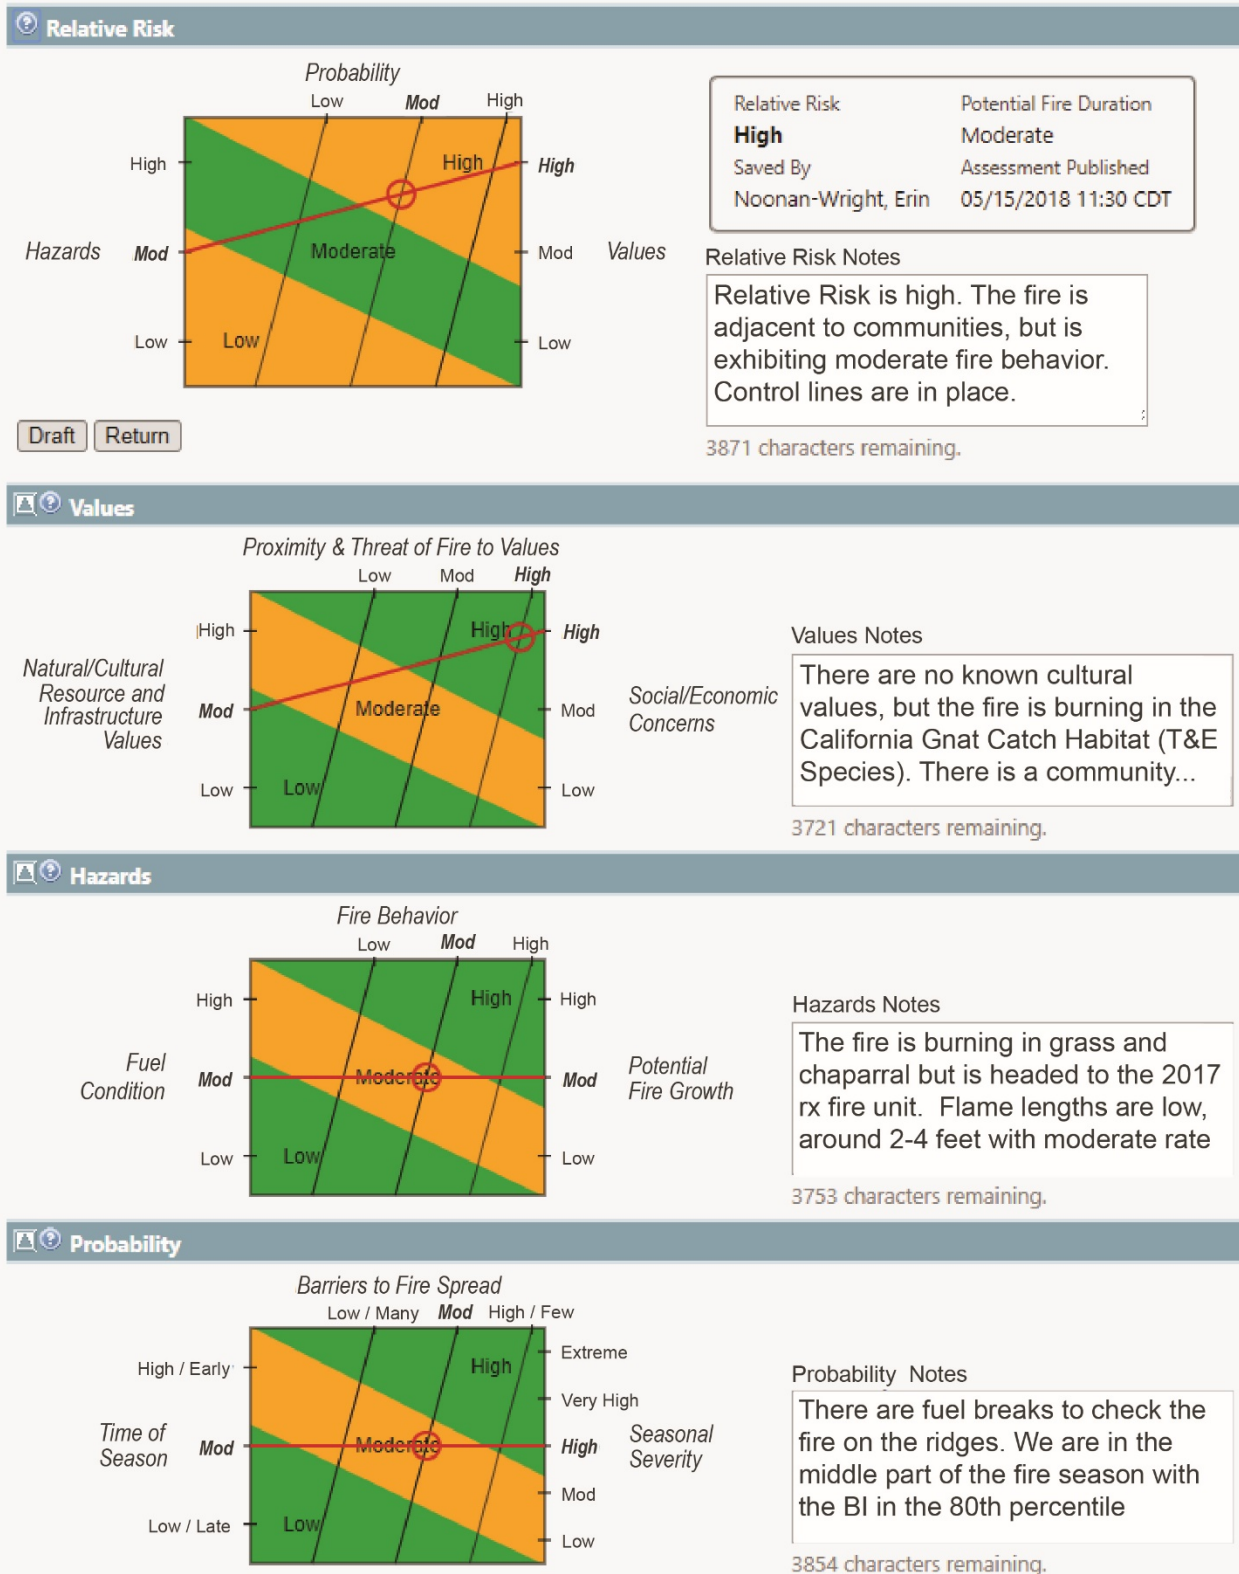 Relative Risk
Probability
Low Mod High
High High High
Hazards Mod Moderate Mod Values
Low Low Low
Draft Return
Relative Risk Potential Fire Duration
High Moderate
Saved By Assessment Published
Noonan-Wright, Erin 05/15/2018 11:30 CDT
Relative Risk Notes
Relative Risk is high. The fire is
adjacent to communities, but is
exhibiting moderate fire behavior.
Control lines are in place.
3871 characters remaining.
Values
Proximity & Threat of Fire to Values
Low Mod High
High High High
Natural/Cultural
Resource and
Infrastructure
Values
Mod Moderate Mod
Social/Economic
Concerns
Low Low Low
Values Notes
There are no known cultural
values, but the fire is burning in the
California Gnat Catch Habitat (T&E
Species). There is a community...
3721 characters remaining.
Hazards
Fire Behavior
Low Mod High
High High High
Fuel
Condition
Mod Moderate Mod
Potential
Fire Growth
Low Low Low
Hazards Notes
The fire is burning in grass and
chaparral but is headed to the 2017
rx fire unit. Flame lengths are low,
around 2-4 feet with moderate rate
3753 characters remaining.
Probability
Barriers to Fire Spread
Low / Many Mod High / Few
High / Early High Extreme
Very High
Time of
Season
Mod Moderate High
Seasonal
Severity
Mod
Low / Late Low Low
Probability Notes
There are fuel breaks to check the
fire on the ridges. We are in the
middle part of the fire season with
the BI in the 80th percentile
3854 characters remaining.